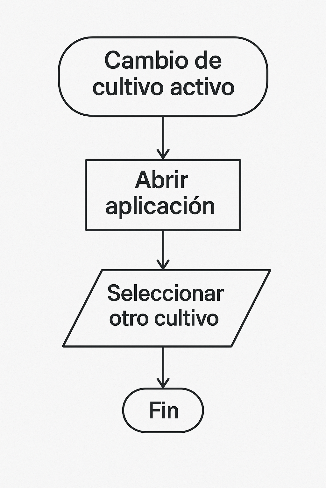 Cambio de
cultivo activo
Abrir
aplicación
Seleccionar
otro cultivo
Fin